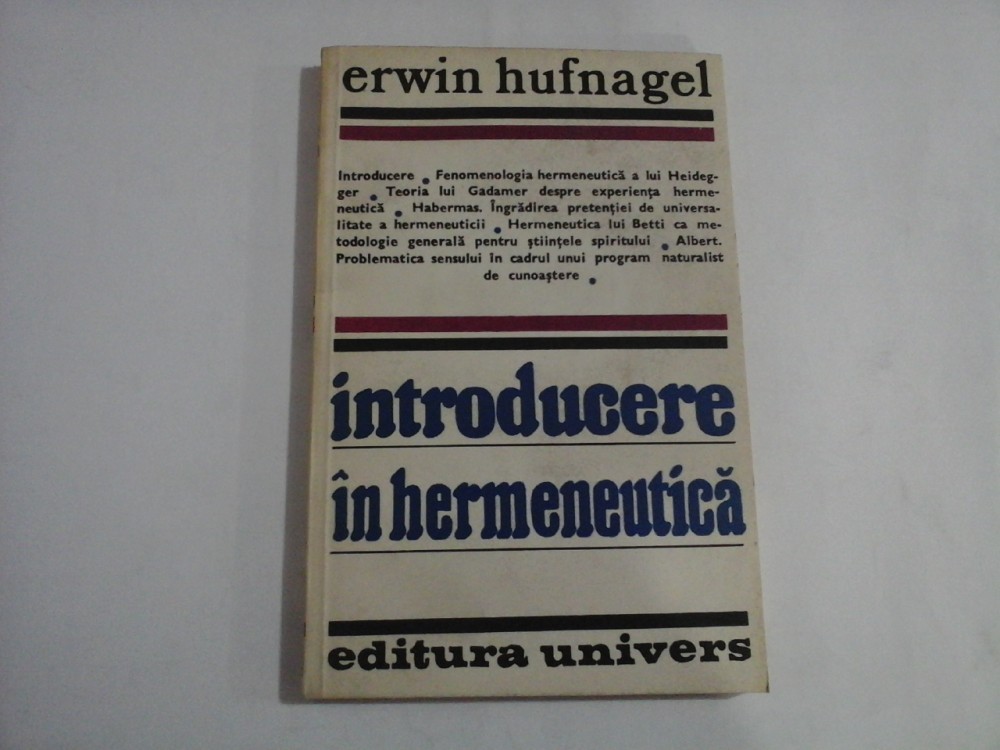 erwin hufnagel
Introducere • Fenomenologia hermeneutică a lui Heideg-
ger • Teoria lui Gadamer despre experiența herme-
neutică • Habermas. Îngrădirea pretenției de universa-
litate a hermeneuticii • Hermeneutica lui Betti ca me-
todologie generală pentru științele spiritului • Albert.
Problematica sensului în cadrul unui program naturalist
de cunoaștere •
introducere
în hermeneutică
editura univers